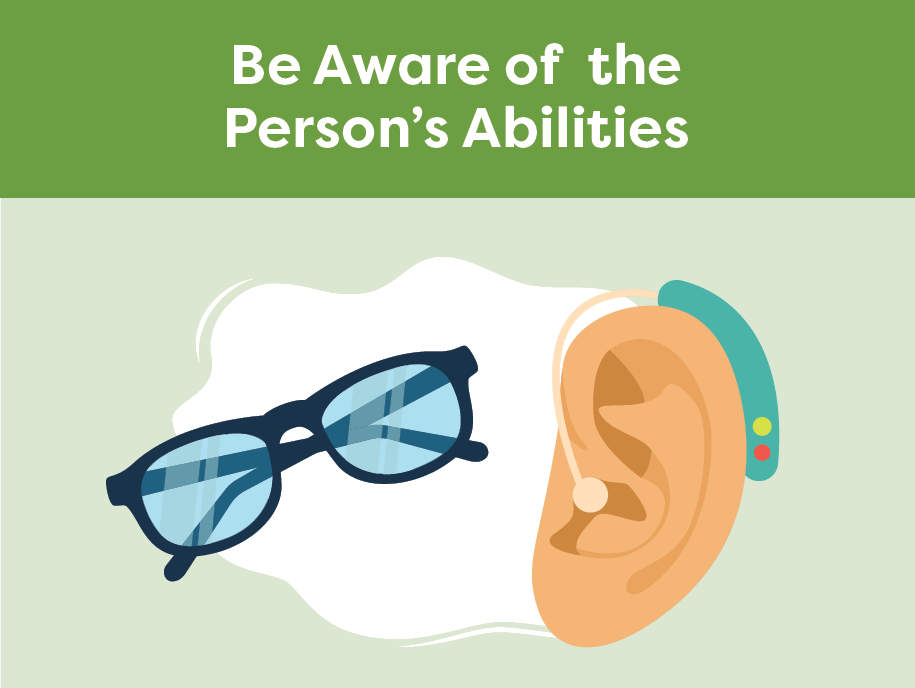 Be Aware of the
Person’s Abilities